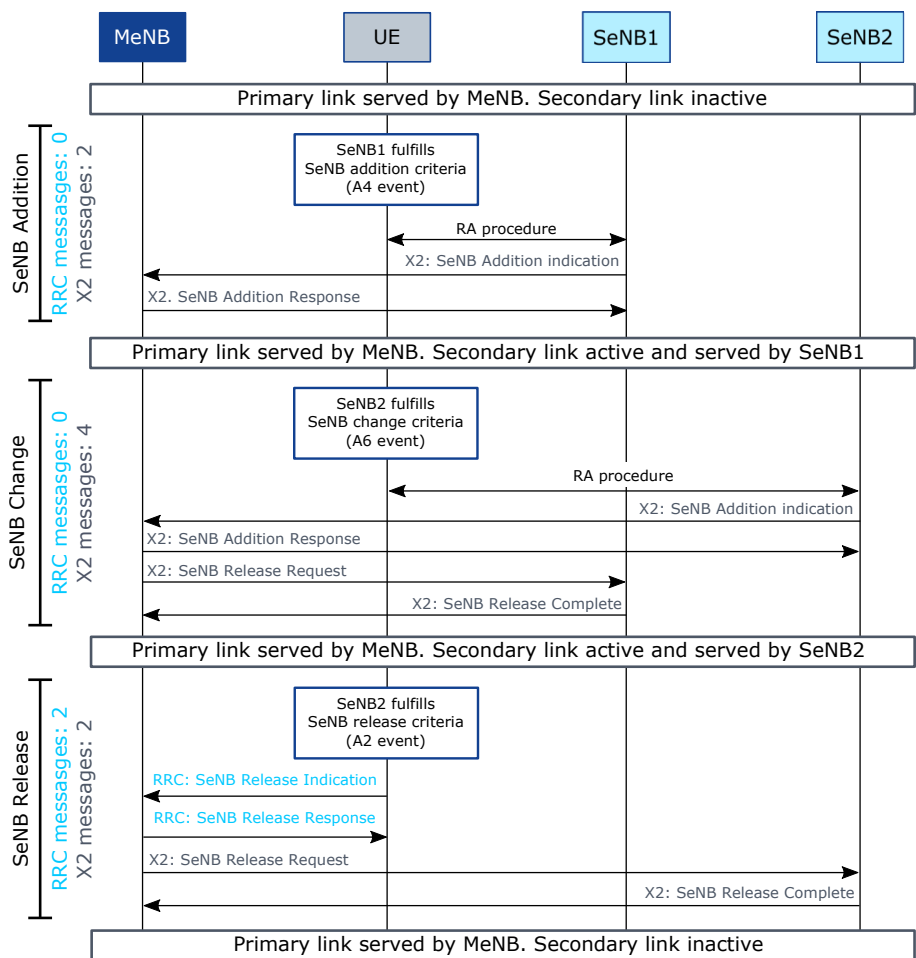 MeNB
UE
SeNB1
SeNB2
Primary link served by MeNB. Secondary link inactive
SeNB Addition
RRC messasges: 0
X2 messages: 2
SeNB1 fulfills
SeNB addition criteria
(A4 event)
RA procedure
X2: SeNB Addition indication
X2. SeNB Addition Response
Primary link served by MeNB. Secondary link active and served by SeNB1
SeNB Change
RRC messasges: 0
X2 messages: 4
SeNB2 fulfills
SeNB change criteria
(A6 event)
RA procedure
X2: SeNB Addition indication
X2: SeNB Addition Response
X2: SeNB Release Request
X2: SeNB Release Complete
Primary link served by MeNB. Secondary link active and served by SeNB2
SeNB Release
RRC messasges: 2
X2 messages: 2
SeNB2 fulfills
SeNB release criteria
(A2 event)
RRC: SeNB Release Indication
RRC: SeNB Release Response
X2: SeNB Release Request
X2: SeNB Release Complete
Primary link served by MeNB. Secondary link inactive